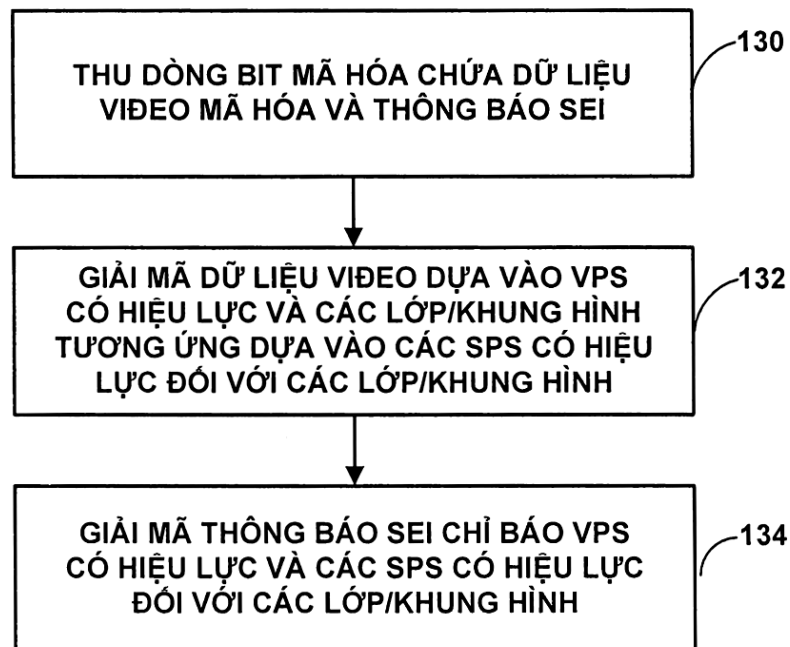 THU DÒNG BIT MÃ HÓA CHỨA DỮ LIỆU
VIĐEO MÃ HÓA VÀ THÔNG BÁO SEI
130
GIẢI MÃ DỮ LIỆU VIĐEO DỰA VÀO VPS
CÓ HIỆU LỰC VÀ CÁC LỚP/KHUNG HÌNH
TƯƠNG ỨNG DỰA VÀO CÁC SPS CÓ HIỆU
LỰC ĐỐI VỚI CÁC LỚP/KHUNG HÌNH
132
GIẢI MÃ THÔNG BÁO SEI CHỈ BÁO VPS
CÓ HIỆU LỰC VÀ CÁC SPS CÓ HIỆU LỰC
ĐỐI VỚI CÁC LỚP/KHUNG HÌNH
134